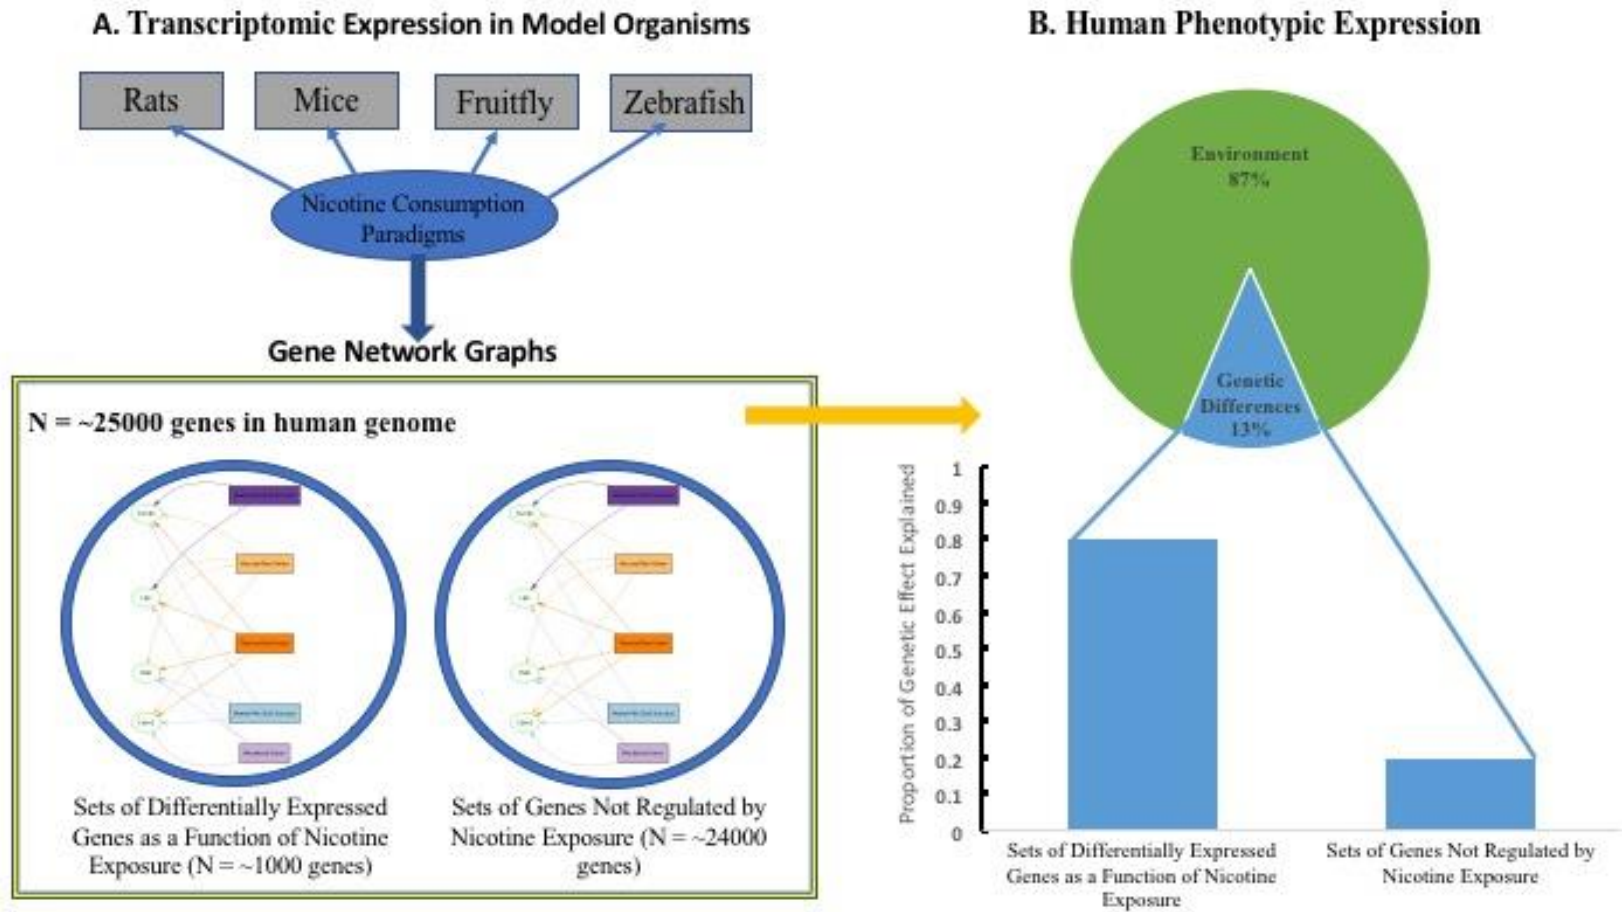 A. Transcriptomic Expression in Model Organisms
Rats
Mice
Fruitfly
Zebrafish
Nicotine Consumption
Paradigms
Gene Network Graphs
N = ~25000 genes in human genome
Sets of Differentially Expressed
Genes as a Function of Nicotine
Exposure (N = ~1000 genes)
Sets of Genes Not Regulated by
Nicotine Exposure (N = ~24000
genes)
B. Human Phenotypic Expression
Environment
87%
Genetic
Differences
13%
Proportion of Genetic Effect Explained
1
0.9
0.8
0.7
0.6
0.5
0.4
0.3
0.2
0.1
0
Sets of Differentially Expressed
Genes as a Function of Nicotine
Exposure
Sets of Genes Not Regulated by
Nicotine Exposure